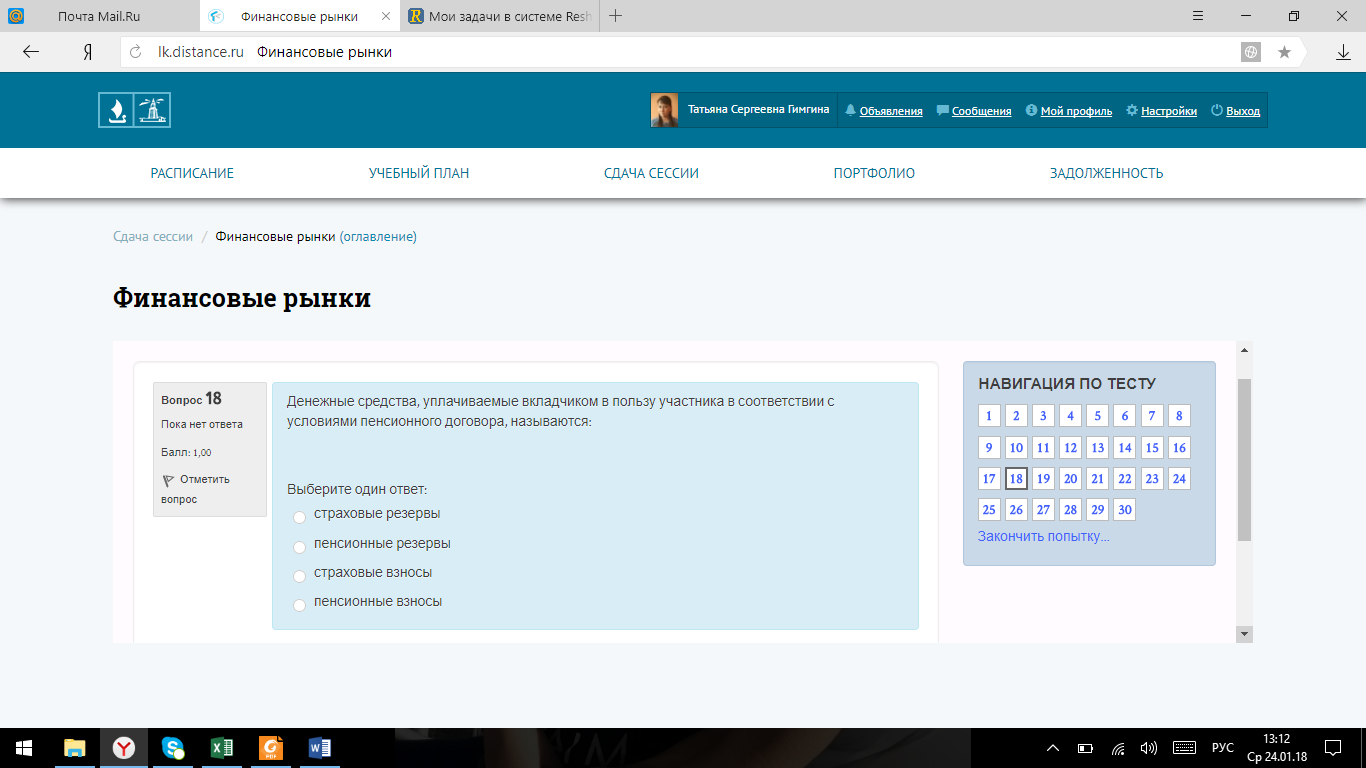 Почта Mail.Ru
Финансовые рынки
Мои задачи в системе Resh
Я
lk.distance.ru Финансовые рынки
Татьяна Сергеевна Гимгина
Объявления
Сообщения
Мой профиль
Настройки
Выход
РАСПИСАНИЕ
УЧЕБНЫЙ ПЛАН
СДАЧА СЕССИИ
ПОРТФОЛИО
ЗАДОЛЖЕННОСТЬ
Сдача сессии / Финансовые рынки (оглавление)
Финансовые рынки
Вопрос 18
Пока нет ответа
Балл: 1,00
Отметить
вопрос
Денежные средства, уплачиваемые вкладчиком в пользу участника в соответствии с
условиями пенсионного договора, называются:
Выберите один ответ:
страховые резервы
пенсионные резервы
страховые взносы
пенсионные взносы
НАВИГАЦИЯ ПО ТЕСТУ
1 2 3 4 5 6 7 8
9 10 11 12 13 14 15 16
17 18 19 20 21 22 23 24
25 26 27 28 29 30
Закончить попытку...
РУС
13:12
Ср 24.01.18